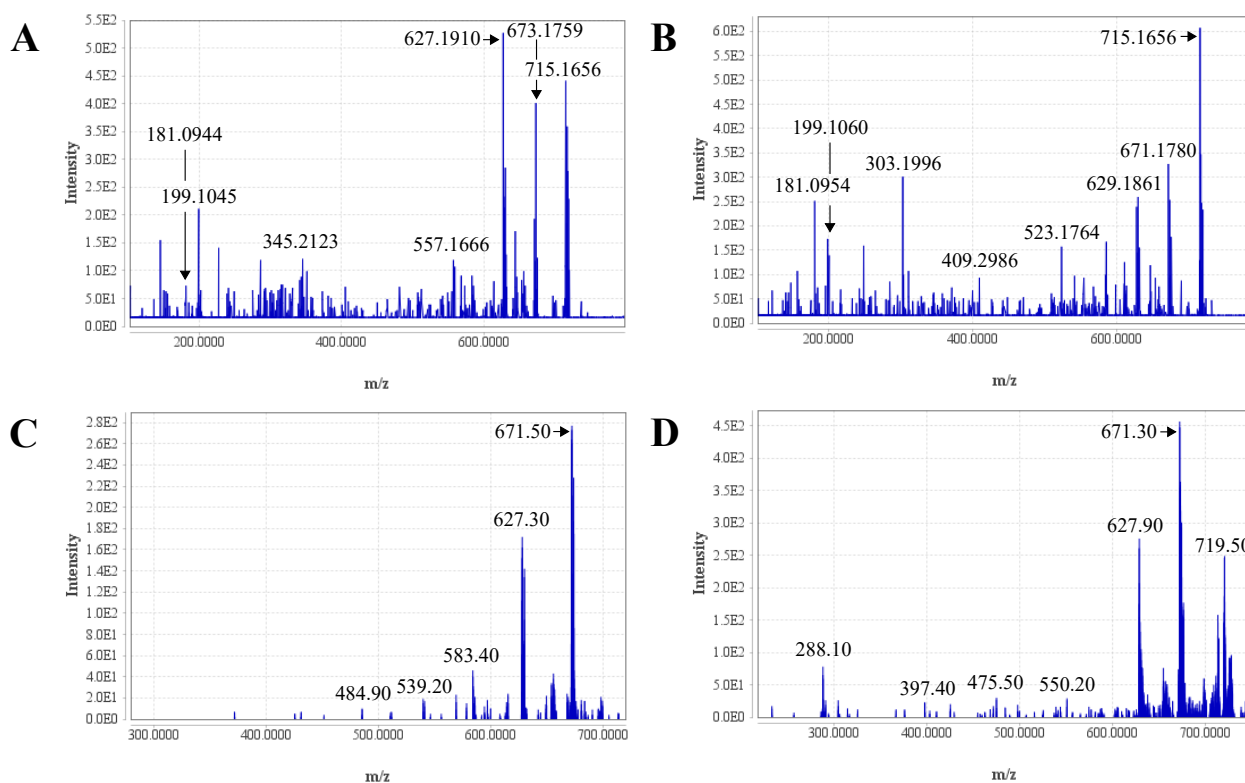 A
5.5E2
5.0E2
4.5E2
4.0E2
3.5E2
3.0E2
2.5E2
2.0E2
1.5E2
1.0E2
5.0E1
0.0E0
Intensity
627.1910
673.1759
715.1656
181.0944
199.1045
345.2123
557.1666
200.0000 400.0000 600.0000
m/z
B
6.0E2
5.5E2
5.0E2
4.5E2
4.0E2
3.5E2
3.0E2
2.5E2
2.0E2
1.5E2
1.0E2
5.0E1
0.0E0
Intensity
715.1656
199.1060
303.1996
671.1780
181.0954
629.1861
523.1764
409.2986
200.0000 400.0000 600.0000
m/z
C
2.8E2
2.6E2
2.4E2
2.2E2
2.0E2
1.8E2
1.6E2
1.4E2
1.2E2
1.0E2
8.0E1
6.0E1
4.0E1
2.0E1
0.0E0
Intensity
671.50
627.30
583.40
539.20
484.90
300.0000 400.0000 500.0000 600.0000 700.0000
m/z
D
4.5E2
4.0E2
3.5E2
3.0E2
2.5E2
2.0E2
1.5E2
1.0E2
5.0E1
0.0E0
Intensity
671.30
627.90
719.50
288.10
397.40
475.50
550.20
300.0000 400.0000 500.0000 600.0000 700.0000
m/z